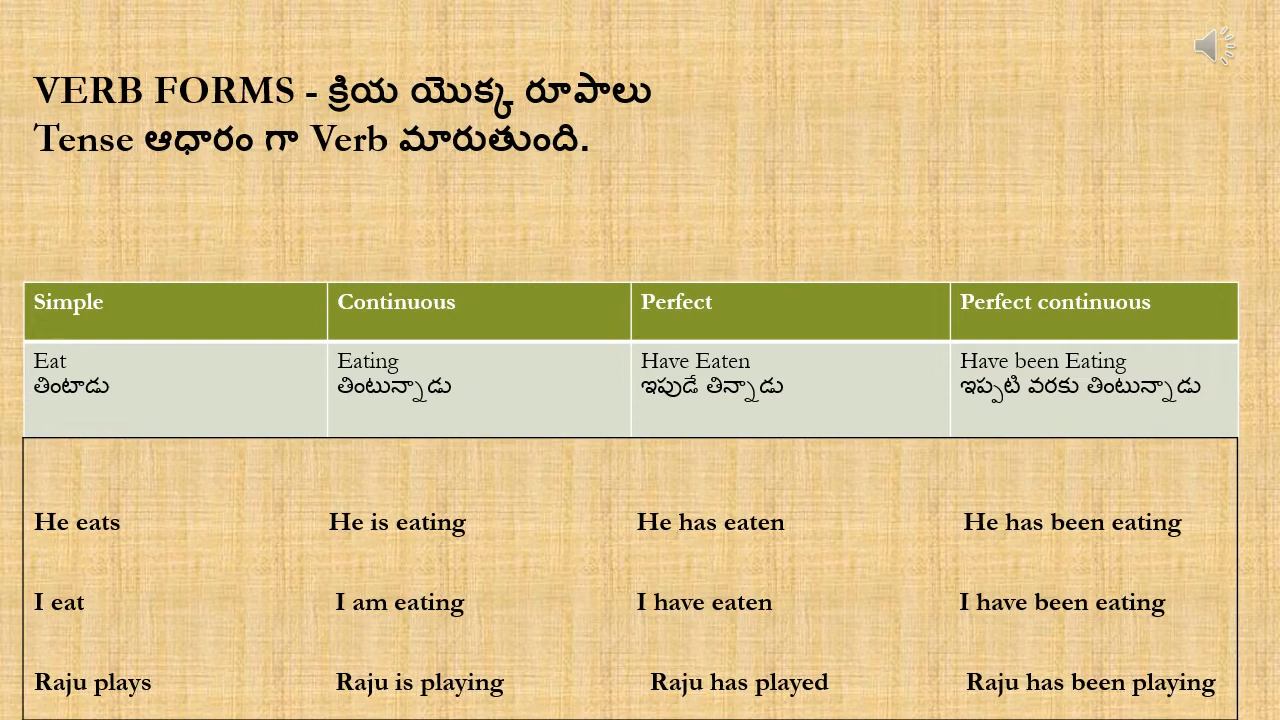 VERB FORMS - క్రియ యొక్క రూపాలు
Tense ఆధారం గా Verb మారుతుంది.
Simple Continuous Perfect Perfect continuous
Eat Eating Have Eaten Have been Eating
తింటాడు తింటున్నాడు ఇపుడే తిన్నాడు ఇప్పటి వరకు తింటున్నాడు
He eats He is eating He has eaten He has been eating
I eat I am eating I have eaten I have been eating
Raju plays Raju is playing Raju has played Raju has been playing